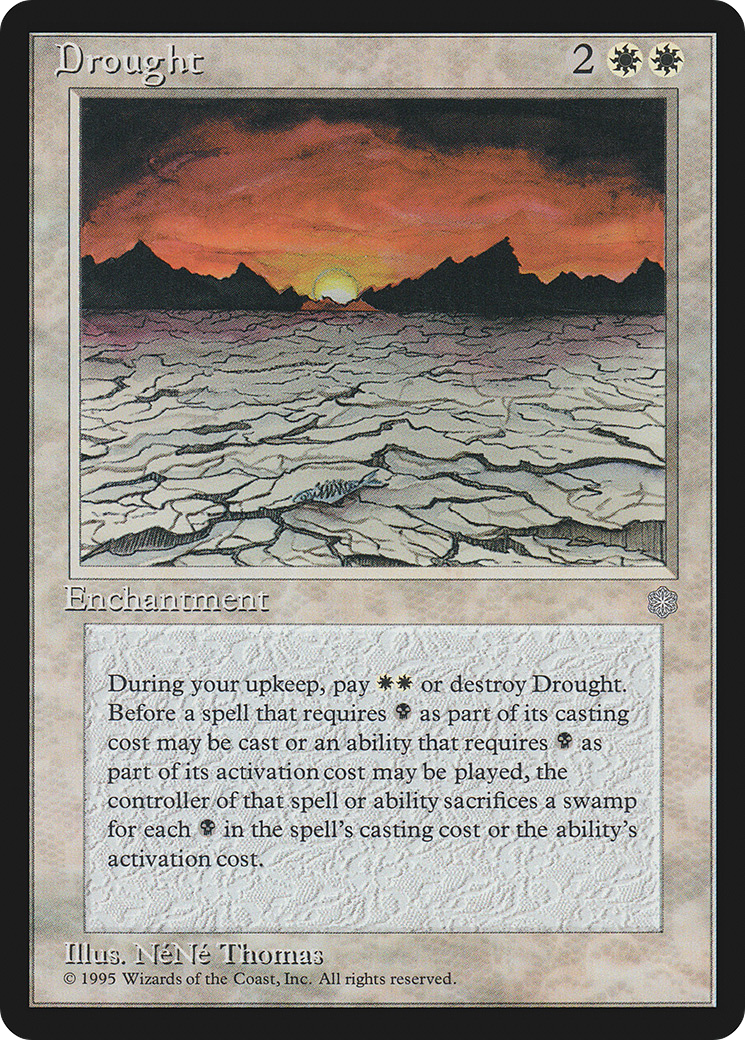 Drought 2
Enchantment
During your upkeep, pay or destroy Drought.
Before a spell that requires as part of its casting
cost may be cast or an ability that requires as
part of its activation cost may be played, the
controller of that spell or ability sacrifices a swamp
for each in the spell's casting cost or the ability's
activation cost.
Illus. NéNé Thomas
© 1995 Wizards of the Coast, Inc. All rights reserved.